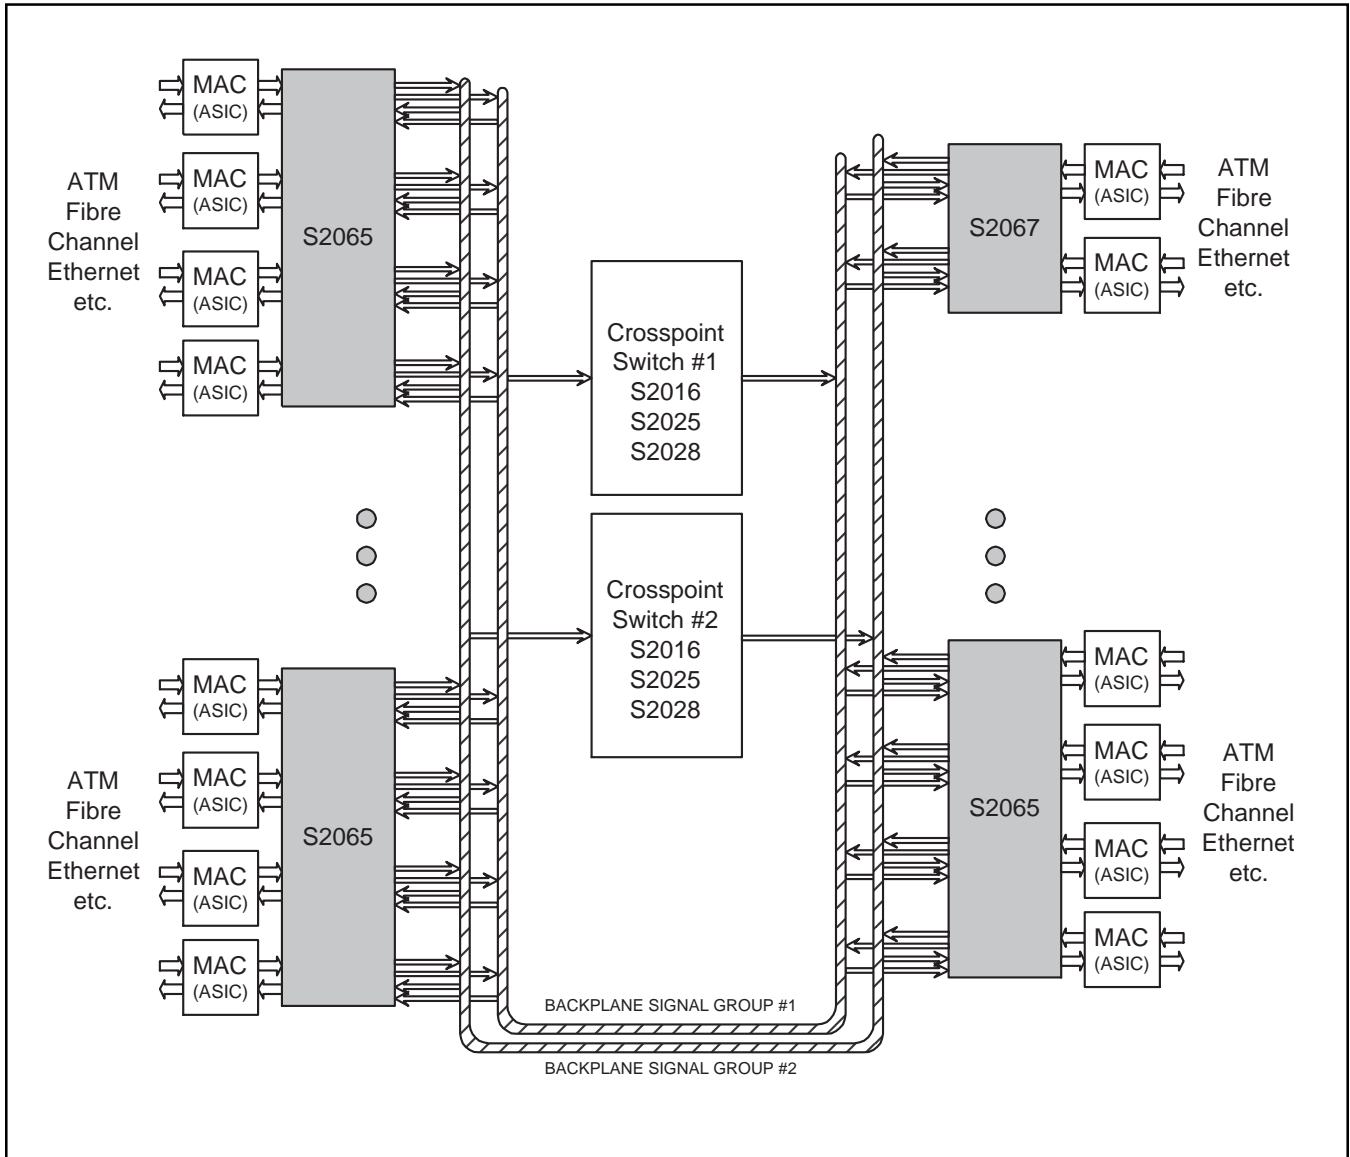 MAC
(ASIC)
MAC
(ASIC)
MAC
(ASIC)
MAC
(ASIC)
ATM
Fibre
Channel
Ethernet
etc.
S2065
MAC
(ASIC)
MAC
(ASIC)
MAC
(ASIC)
MAC
(ASIC)
ATM
Fibre
Channel
Ethernet
etc.
S2065
Crosspoint
Switch #1
S2016
S2025
S2028
Crosspoint
Switch #2
S2016
S2025
S2028
S2067
MAC
(ASIC)
MAC
(ASIC)
ATM
Fibre
Channel
Ethernet
etc.
S2065
MAC
(ASIC)
MAC
(ASIC)
MAC
(ASIC)
MAC
(ASIC)
ATM
Fibre
Channel
Ethernet
etc.
BACKPLANE SIGNAL GROUP #1
BACKPLANE SIGNAL GROUP #2